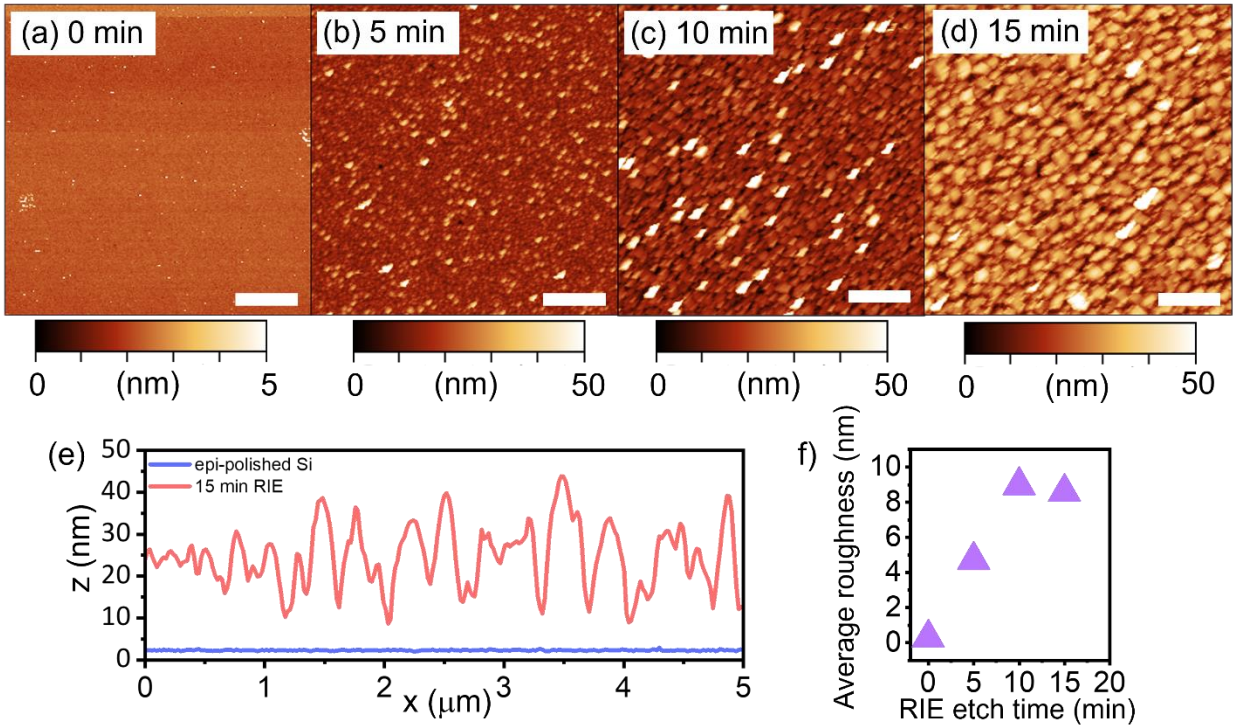 (a) 0 min
(b) 5 min
(c) 10 min
(d) 15 min
0 (nm) 5
0 (nm) 50
0 (nm) 50
0 (nm) 50
(e)
epi-polished Si
15 min RIE
z (nm)
50
40
30
20
10
0
0 1 2 3 4 5
x (μm)
f)
Average roughness (nm)
10
8
6
4
2
0
0 5 10 15 20
RIE etch time (min)